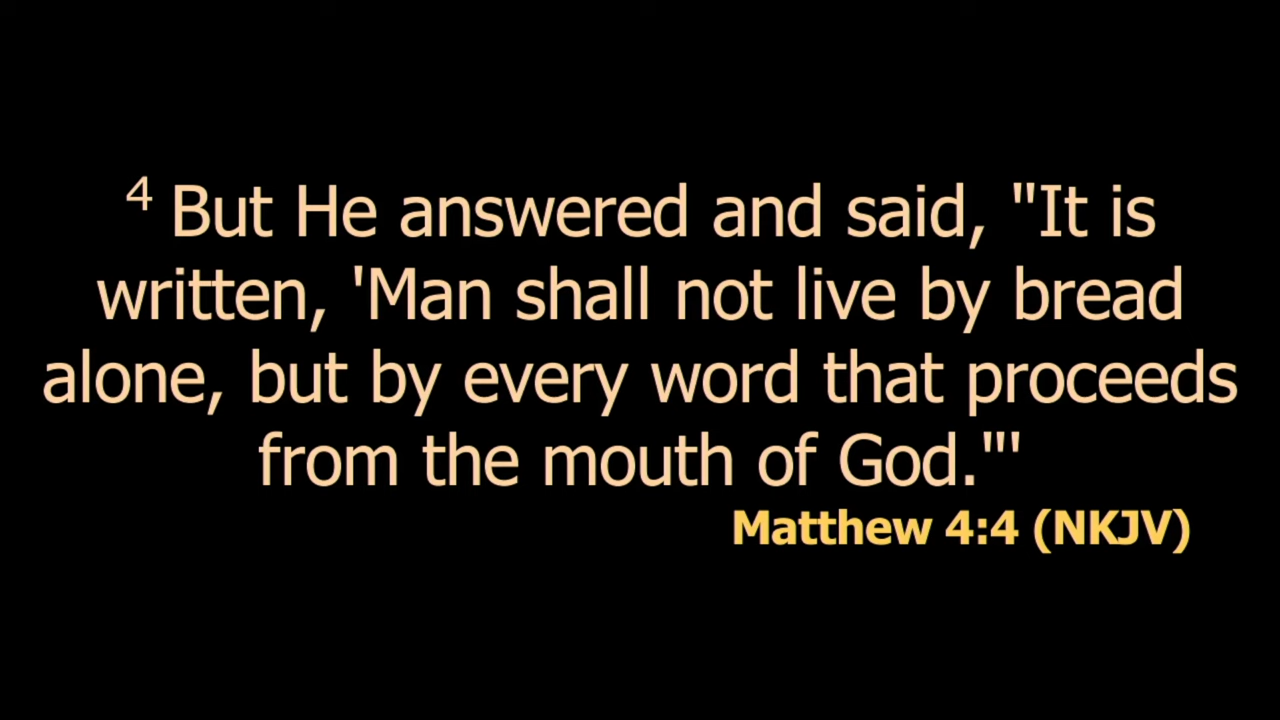 4 But He answered and said, "It is
written, 'Man shall not live by bread
alone, but by every word that proceeds
from the mouth of God."'
Matthew 4:4 (NKJV)